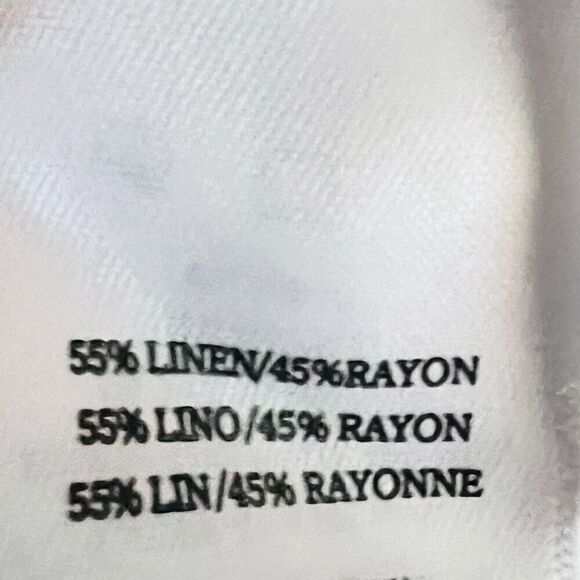 55% LINEN/45% RAYON
55% LINO/45% RAYON
55% LIN/45% RAYONNE